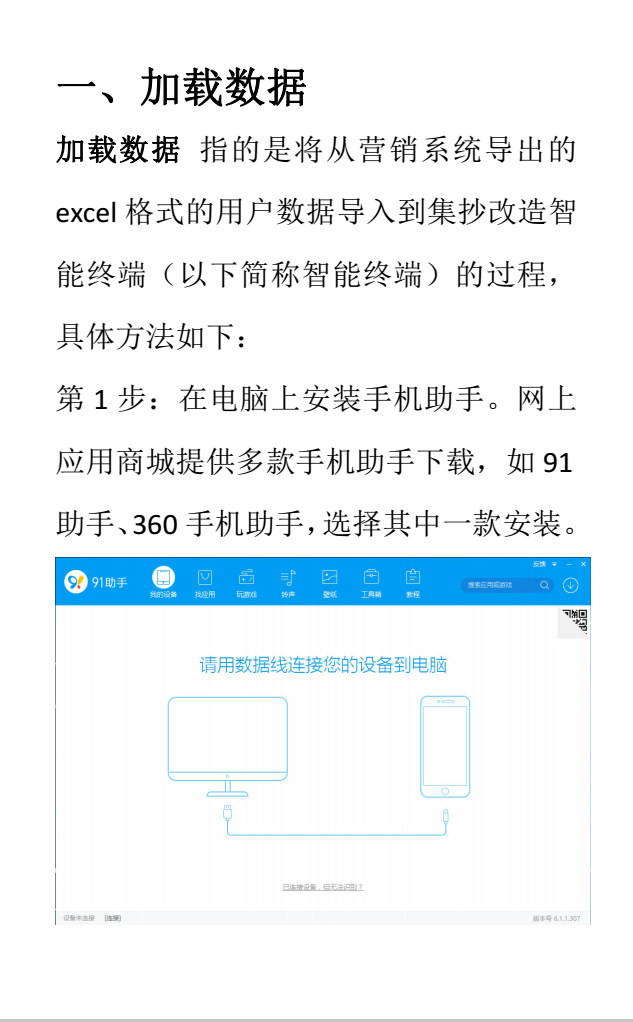 一、加载数据
加载数据 指的是将从营销系统导出的
excel 格式的用户数据导入到集抄改造智
能终端（以下简称智能终端）的过程，
具体方法如下：
第 1 步：在电脑上安装手机助手。网上
应用商城提供多款手机助手下载，如 91
助手、360 手机助手，选择其中一款安装。
反馈
91助手
我的设备 找应用 玩游戏 铃声 壁纸 工具箱 教程
搜索应用或游戏
请用数据线连接您的设备到电脑
已连接设备，但无法识别？
设备未连接 [连接] 版本号 6.1.1.307